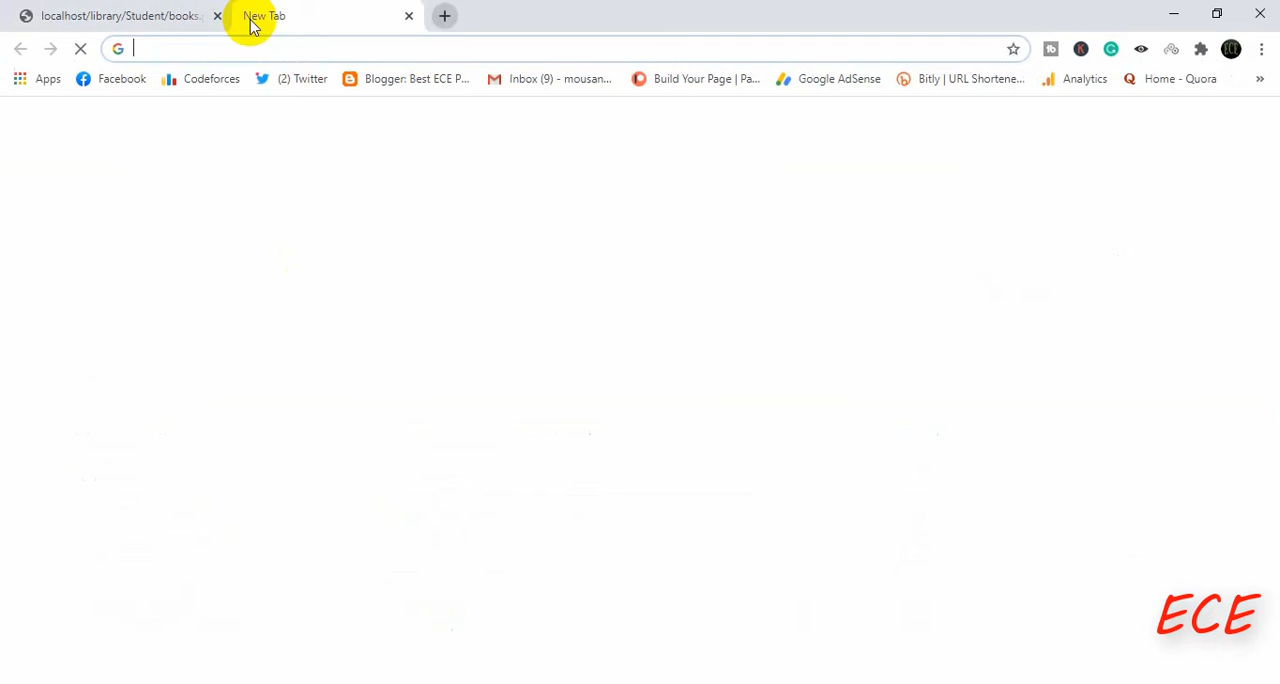 localhost/library/Student/books.
New Tab
Apps
Facebook
Codeforces
(2) Twitter
Blogger: Best ECE P...
Inbox (9) - mousan...
Build Your Page | Pa...
Google AdSense
Bitly | URL Shortene...
Analytics
Home - Quora
»
ECE